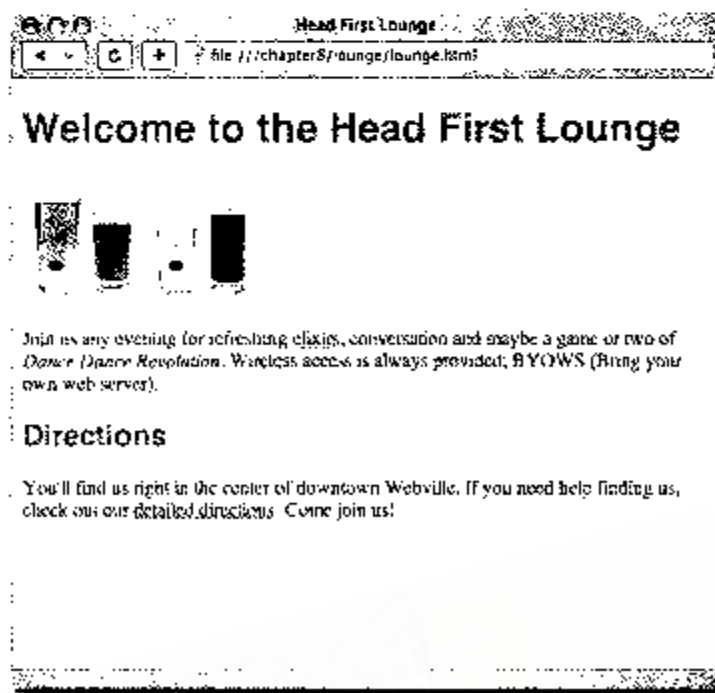 Head First Lounge
file:///chapter8/lounge/lounge.html
Welcome to the Head First Lounge
Join us any evening for refreshing elixirs, conversation and maybe a game or two of
Dance Dance Revolution. Wireless access is always provided; BYOWS (Bring your
own web server).
Directions
You'll find us right in the center of downtown Webville. If you need help finding us,
check out our detailed directions. Come join us!